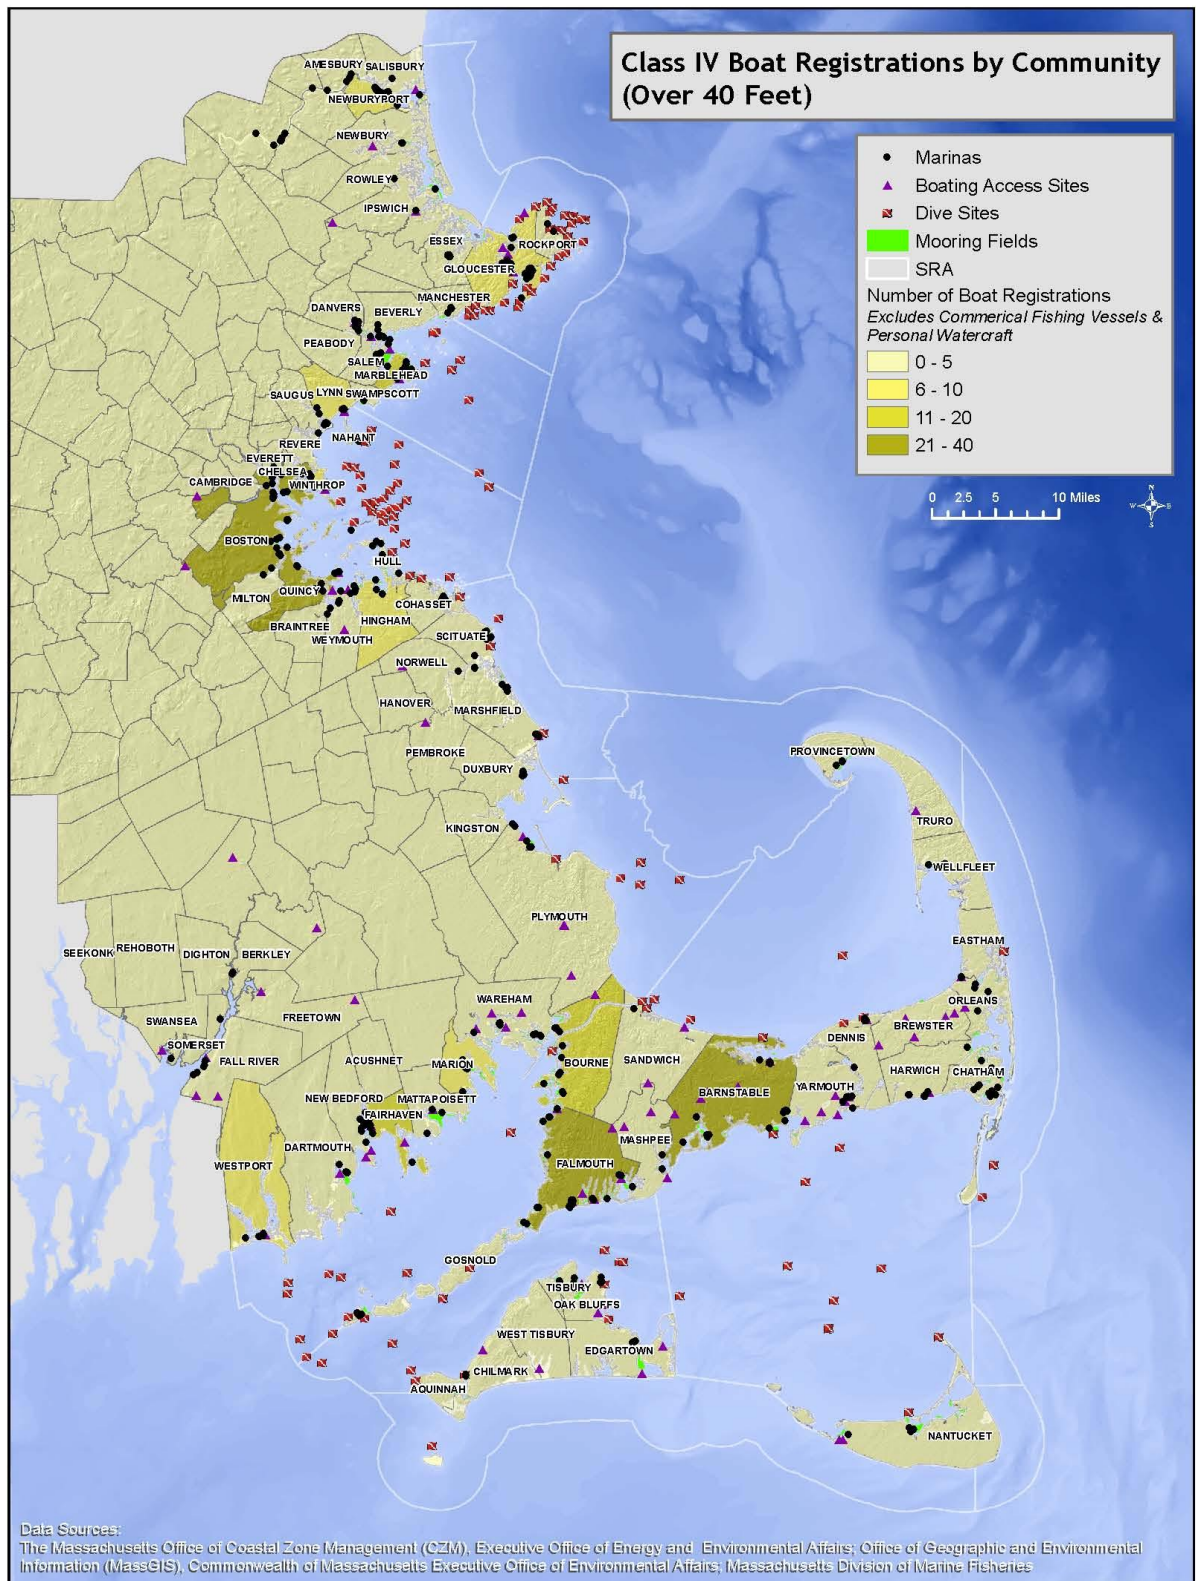 Class IV Boat Registrations by Community
(Over 40 Feet)
Marinas
Boating Access Sites
Dive Sites
Mooring Fields
SRA
Number of Boat Registrations
Excludes Commerical Fishing Vessels &
Personal Watercraft
0 - 5
6 - 10
11 - 20
21 - 40
0 2.5 5 10 Miles
N
W E
S
AMESBURY SALISBURY
NEWBURYPORT
NEWBURY
ROWLEY
IPSWICH
ESSEX
ROCKPORT
GLOUCESTER
MANCHESTER
DANVERS
BEVERLY
PEABODY
SALEM
MARBLEHEAD
SAUGUS LYNN SWAMPSCOTT
NAHANT
REVERE
EVERETT
CHELSEA
CAMBRIDGE
WINTHROP
BOSTON
HULL
QUINCY
MILTON
COHASSET
BRAINTREE
HINGHAM
WEYMOUTH
SCITUATE
NORWELL
HANOVER
MARSHFIELD
PEMBROKE
DUXBURY
PROVINCETOWN
TRURO
KINGSTON
WELLFLEET
PLYMOUTH
EASTHAM
SEEKONK REHOBOTH DIGHTON BERKLEY
WAREHAM
ORLEANS
FREETOWN
SWANSEA
BREWSTER
DENNIS
SOMERSET
FALL RIVER
ACUSHNET
MARION
BOURNE
SANDWICH
HARWICH
CHATHAM
YARMOUTH
BARNSTABLE
NEW BEDFORD
MATTAPOISETT
FAIRHAVEN
MASHPEE
DARTMOUTH
WESTPORT
FALMOUTH
GOSNOLD
TISBURY
OAK BLUFFS
WEST TISBURY
EDGARTOWN
CHILMARK
AQUINNAH
NANTUCKET
Data Sources:
The Massachusetts Office of Coastal Zone Management (CZM), Executive Office of Energy and Environmental Affairs; Office of Geographic and Environmental
Information (MassGIS), Commonwealth of Massachusetts Executive Office of Environmental Affairs; Massachusetts Division of Marine Fisheries